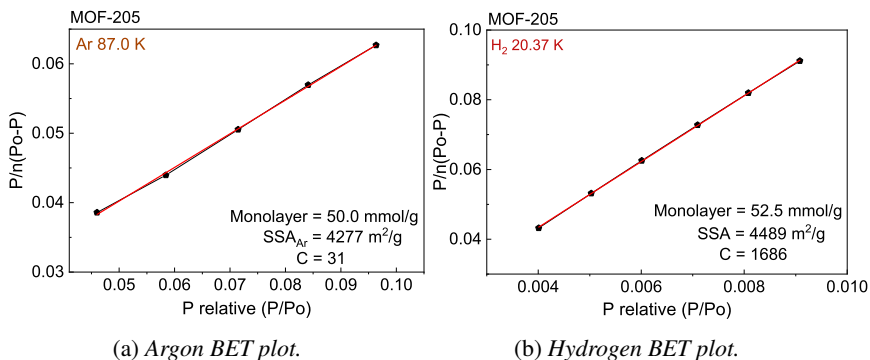 MOF-205
Ar 87.0 K
0.06
0.05
0.04
0.03
P/n(Po-P)
Monolayer = 50.0 mmol/g
SSA_Ar = 4277 m²/g
C = 31
0.05 0.06 0.07 0.08 0.09 0.10
P relative (P/Po)
(a) Argon BET plot.
MOF-205
H₂ 20.37 K
0.10
0.08
0.06
0.04
P/n(Po-P)
Monolayer = 52.5 mmol/g
SSA = 4489 m²/g
C = 1686
0.004 0.006 0.008 0.010
P relative (P/Po)
(b) Hydrogen BET plot.